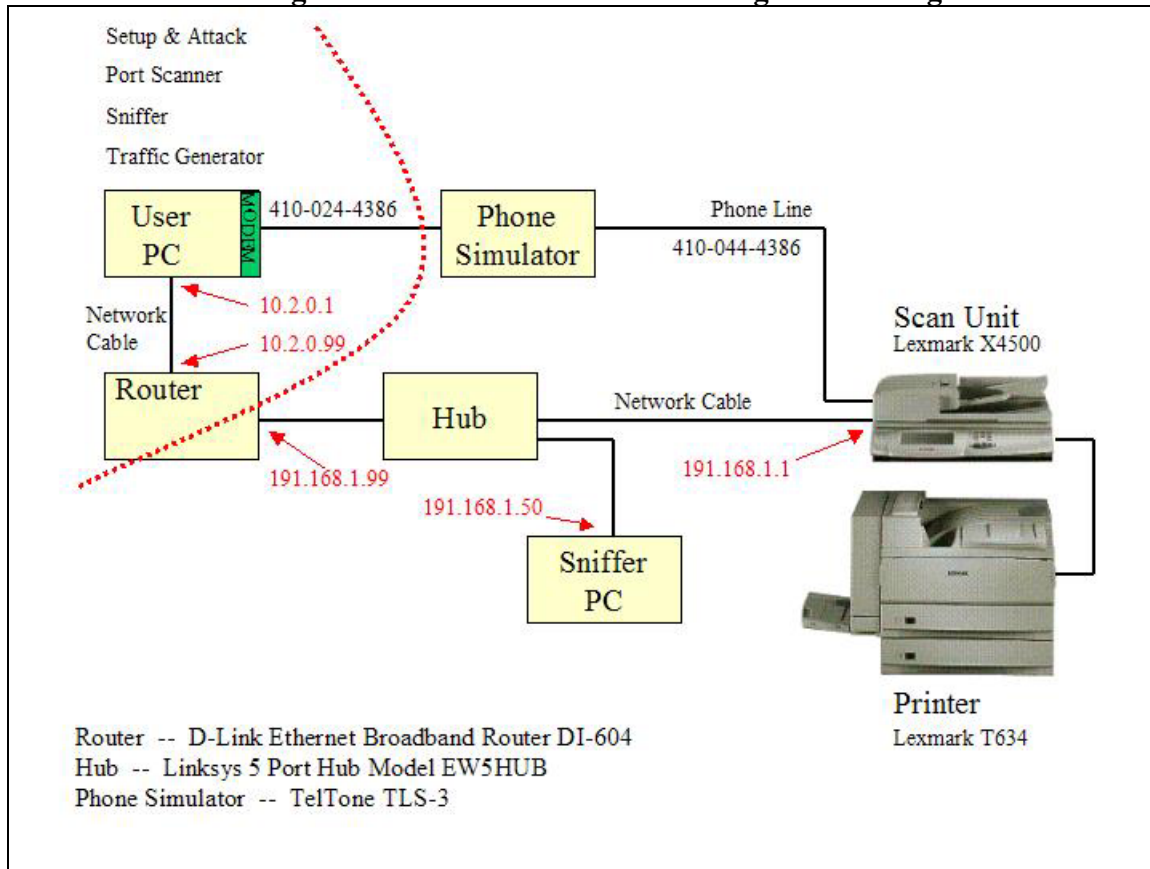 Setup & Attack
Port Scanner
Sniffer
Traffic Generator
User
PC
MODEM
410-024-4386
Phone
Simulator
Phone Line
410-044-4386
Network
Cable
10.2.0.1
10.2.0.99
Scan Unit
Lexmark X4500
Router
Hub
Network Cable
191.168.1.99
191.168.1.1
191.168.1.50
Sniffer
PC
Printer
Lexmark T634
Router -- D-Link Ethernet Broadband Router DI-604
Hub -- Linksys 5 Port Hub Model EW5HUB
Phone Simulator -- TelTone TLS-3